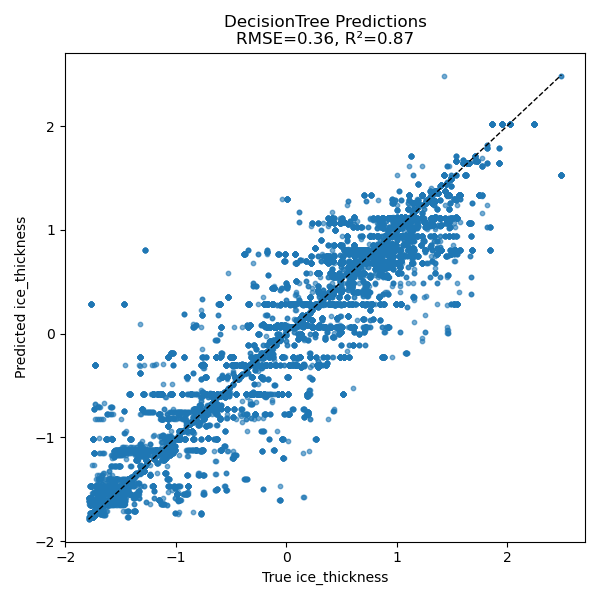 DecisionTree Predictions
RMSE=0.36, R²=0.87
Predicted ice_thickness
2
1
0
−1
−2
−2
−1
0
1
2
True ice_thickness